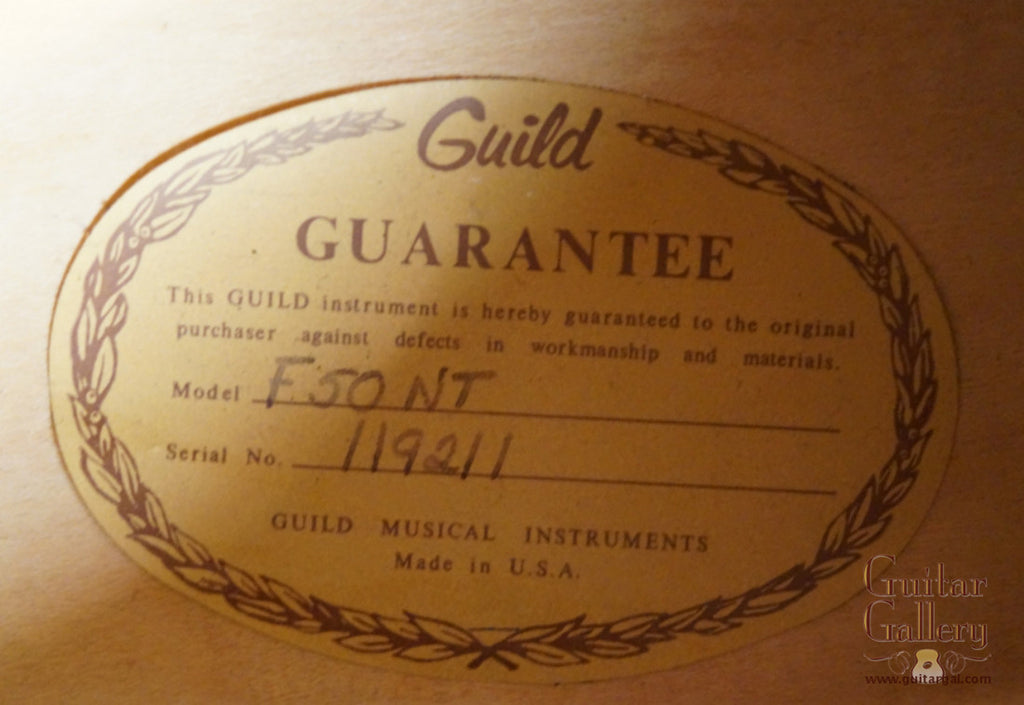 Guild
GUARANTEE
This GUILD instrument is hereby guaranteed to the original
purchaser against defects in workmanship and materials.
Model F50 NT
Serial No. 119211
GUILD MUSICAL INSTRUMENTS
Made in U.S.A.
Guitar
Gallery
www.guitargal.com